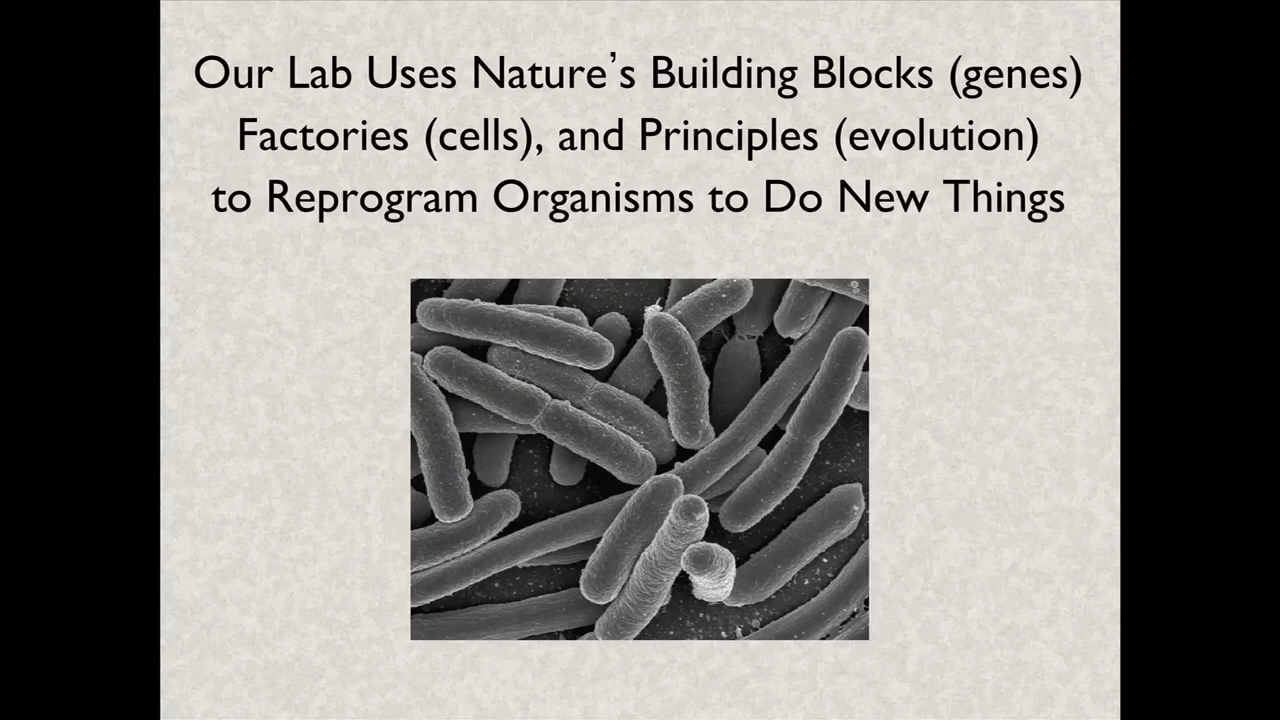 Our Lab Uses Nature’s Building Blocks (genes)
Factories (cells), and Principles (evolution)
to Reprogram Organisms to Do New Things